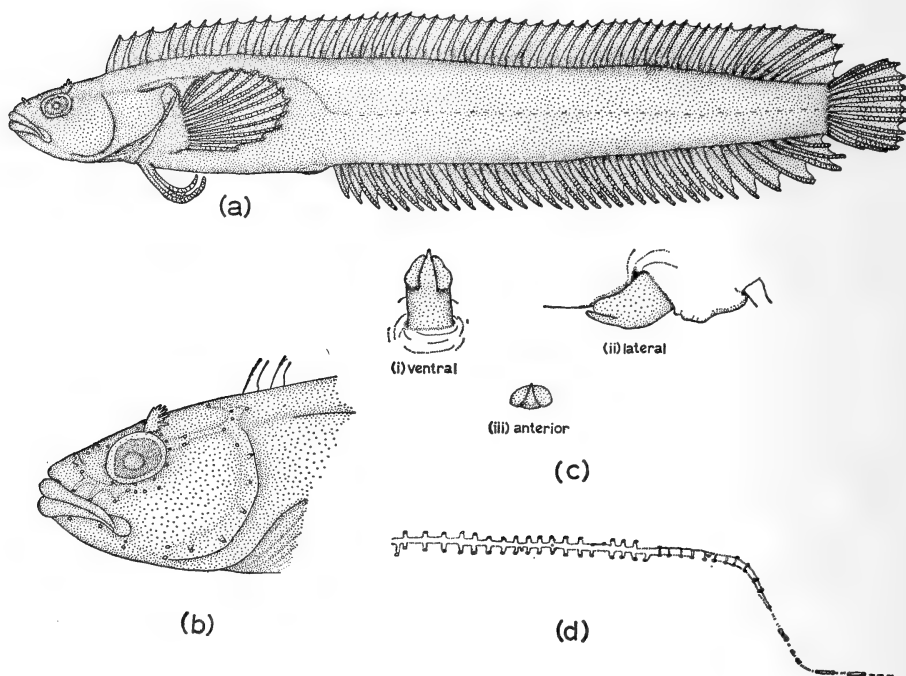 (a)
(i) ventral
(ii) lateral
(iii) anterior
(c)
(b)
(d)